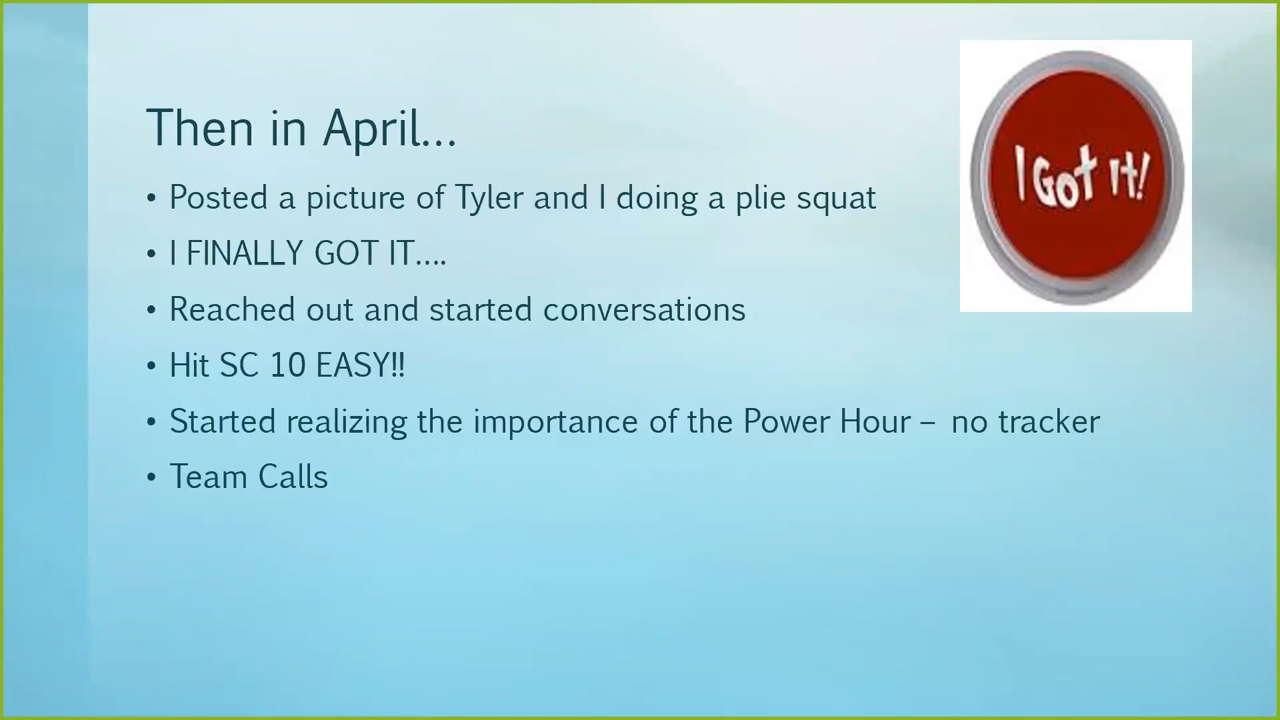 Then in April...
• Posted a picture of Tyler and I doing a plie squat
• I FINALLY GOT IT....
• Reached out and started conversations
• Hit SC 10 EASY!!
• Started realizing the importance of the Power Hour – no tracker
• Team Calls
I GOT It!